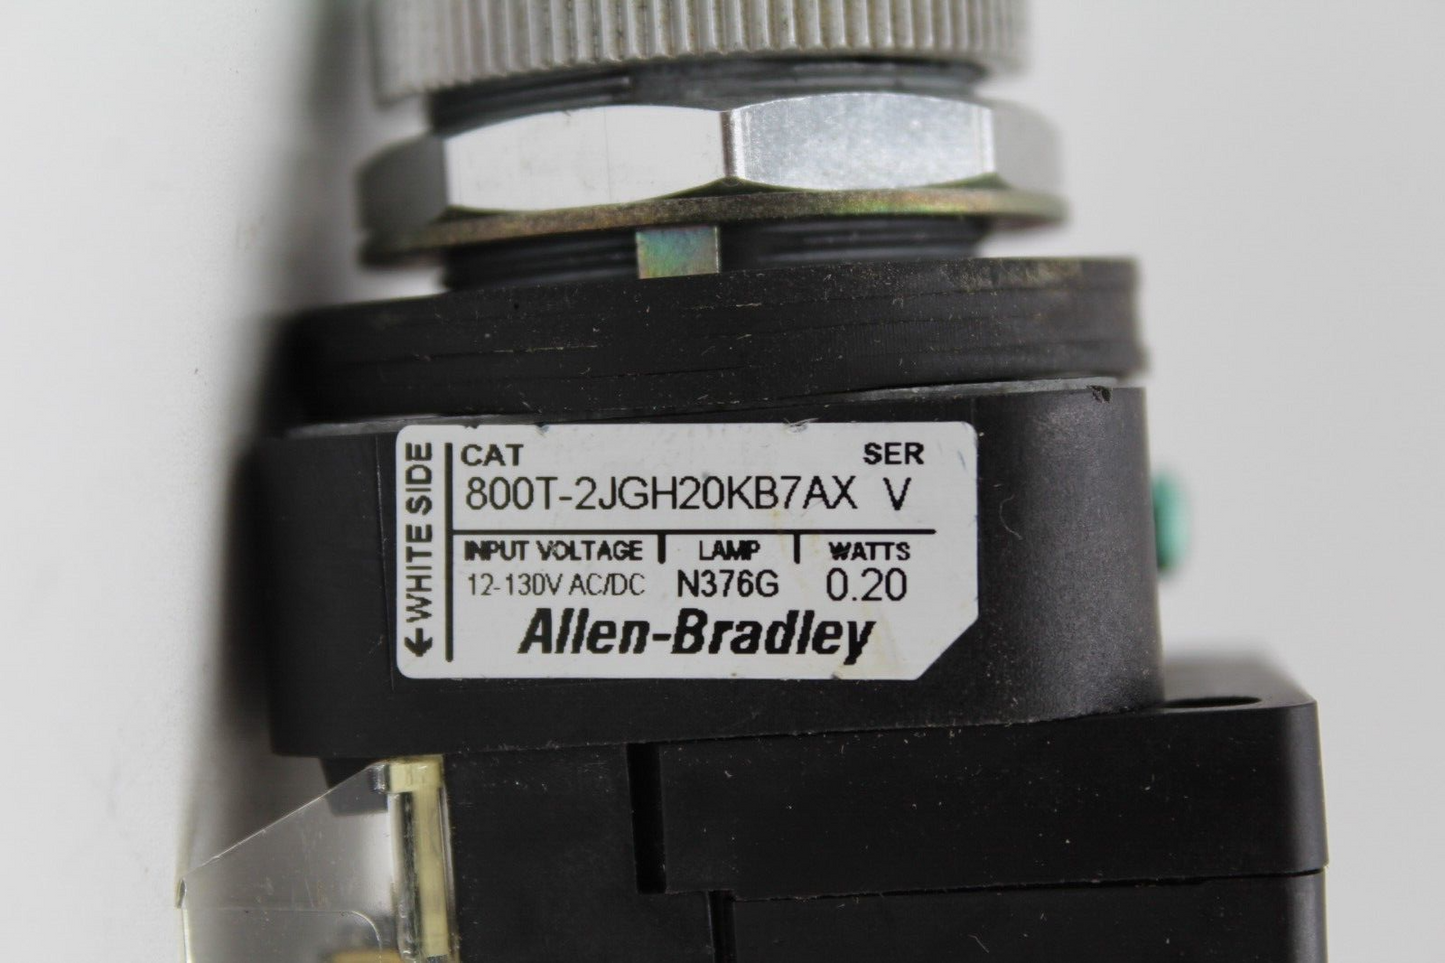 ← WHITE SIDE
CAT SER
800T-2JGH20KB7AX V
INPUT VOLTAGE LAMP WATTS
12-130V AC/DC N376G 0.20
Allen-Bradley